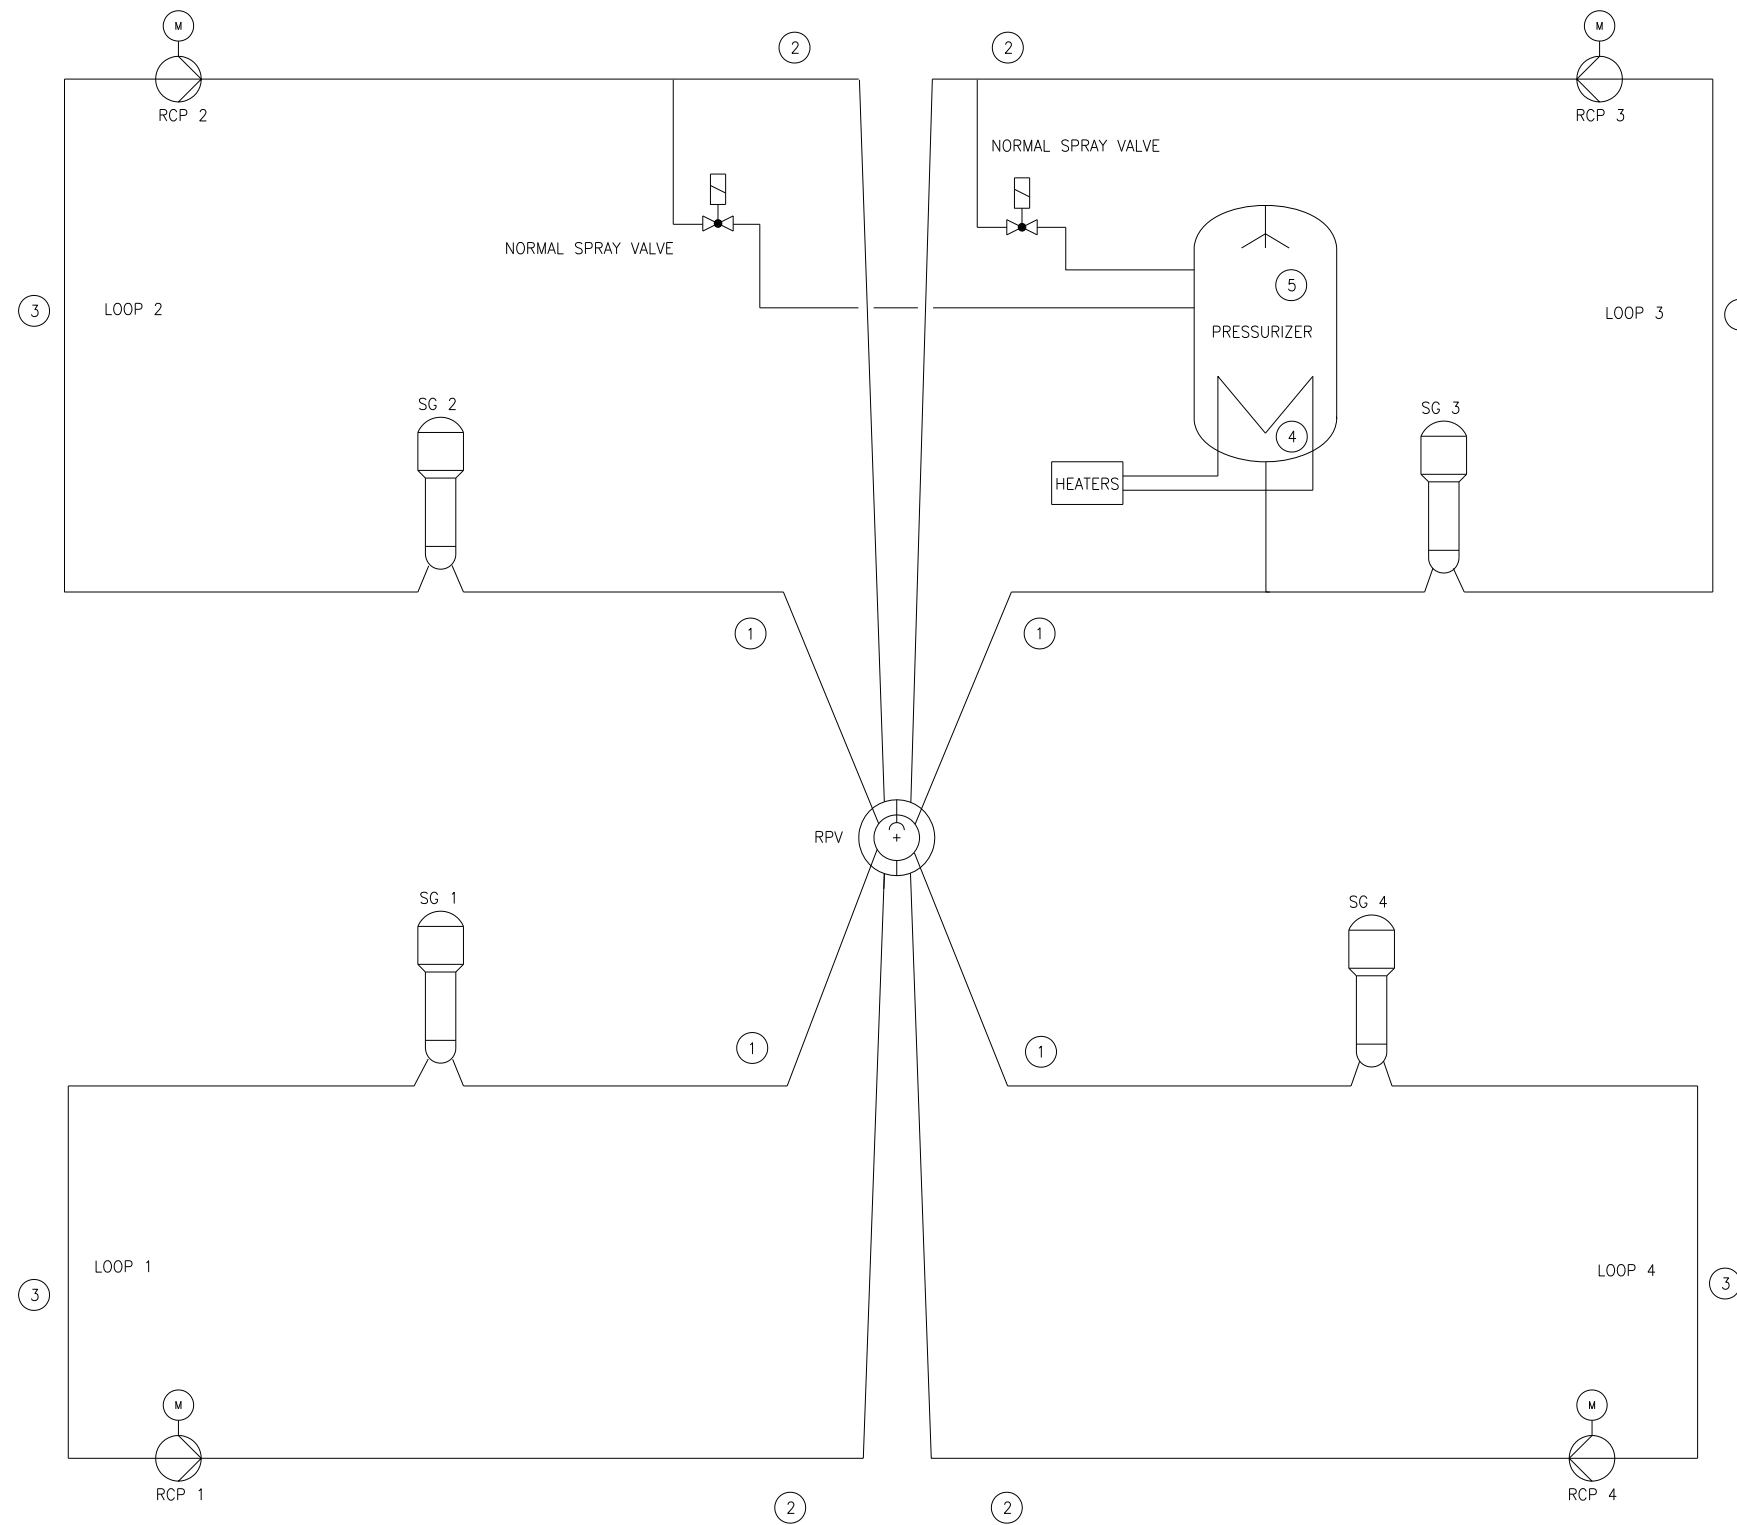 M
M
2
2
RCP 2
RCP 3
NORMAL SPRAY VALVE
NORMAL SPRAY VALVE
5
3
LOOP 2
LOOP 3
PRESSURIZER
SG 2
SG 3
4
HEATERS
1
1
RPV
SG 1
SG 4
1
1
LOOP 1
LOOP 4
3
3
M
M
RCP 1
RCP 4
2
2